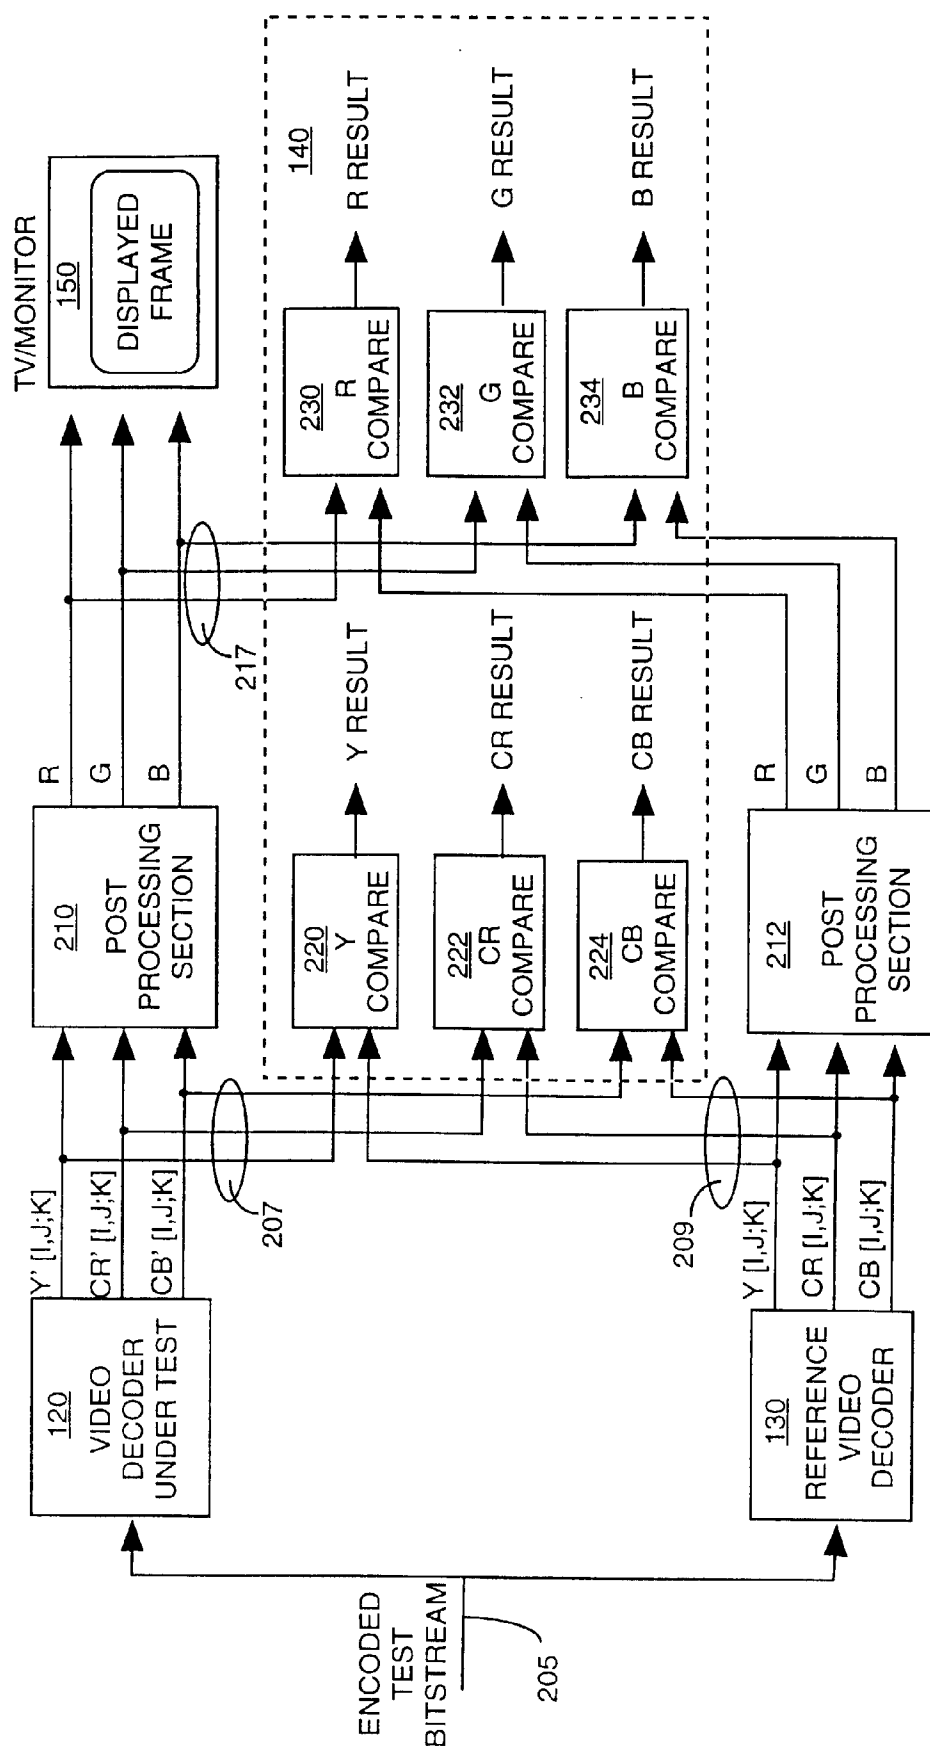 ENCODED
TEST
BITSTREAM
205
120
VIDEO
DECODER
UNDER TEST
Y' [I,J;K]
CR' [I,J;K]
CB' [I,J;K]
207
210
POST
PROCESSING
SECTION
R
G
B
217
TV/MONITOR
150
DISPLAYED
FRAME
140
220
Y
COMPARE
Y RESULT
222
CR
COMPARE
CR RESULT
224
CB
COMPARE
CB RESULT
230
R
COMPARE
R RESULT
232
G
COMPARE
G RESULT
234
B
COMPARE
B RESULT
130
REFERENCE
VIDEO
DECODER
Y [I,J;K]
CR [I,J;K]
CB [I,J;K]
209
212
POST
PROCESSING
SECTION
R
G
B